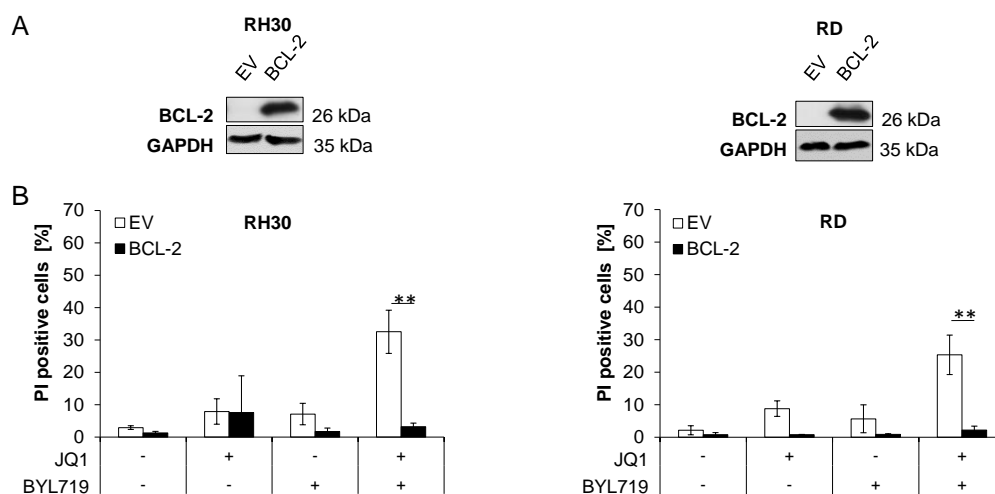 A
RH30
EV BCL-2
BCL-2 26 kDa
GAPDH 35 kDa
RD
EV BCL-2
BCL-2 26 kDa
GAPDH 35 kDa
B
RH30
PI positive cells [%]
70
60
50
40
30
20
10
0
EV
BCL-2
**
JQ1 - + - +
BYL719 - - + +
RD
PI positive cells [%]
70
60
50
40
30
20
10
0
EV
BCL-2
**
JQ1 - + - +
BYL719 - - + +